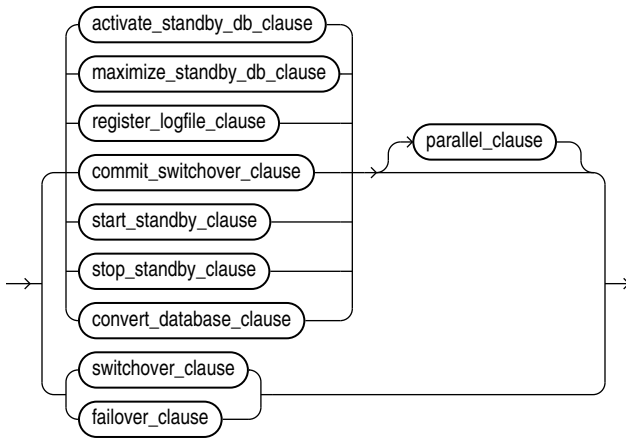 activate_standby_db_clause
maximize_standby_db_clause
register_logfile_clause
parallel_clause
commit_switchover_clause
start_standby_clause
stop_standby_clause
convert_database_clause
switchover_clause
failover_clause